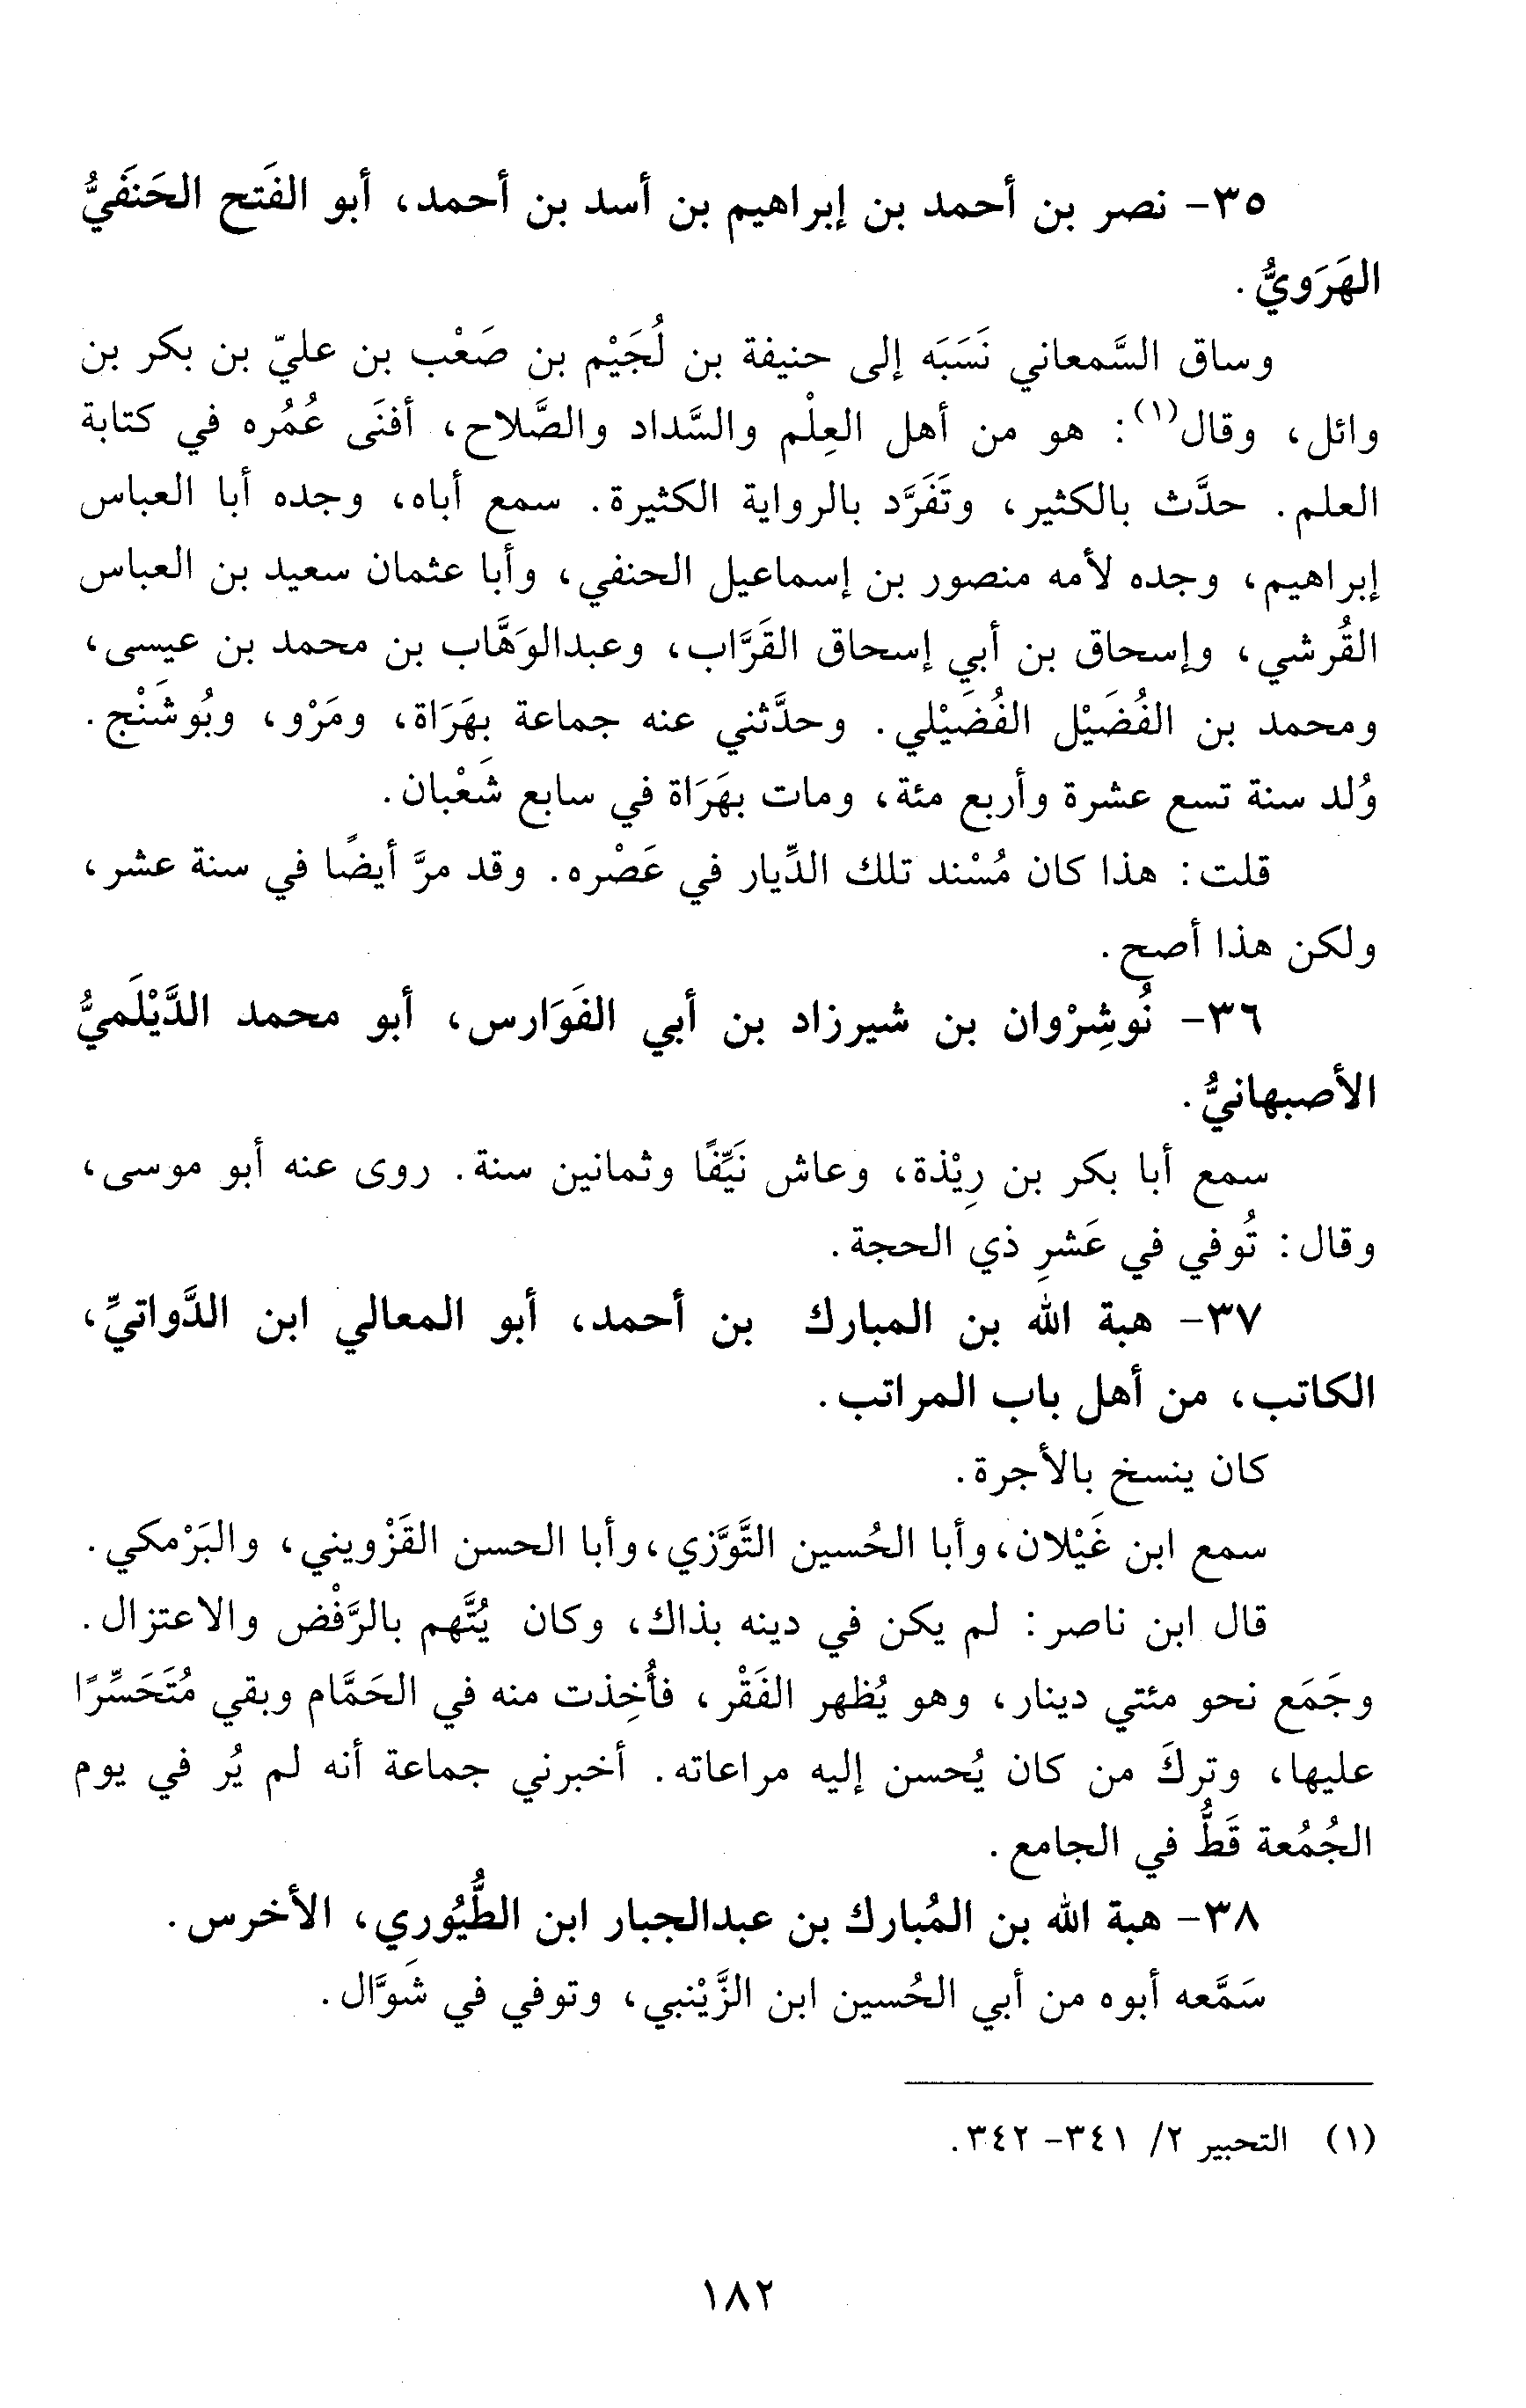 ٣٥- نصر بن أحمد بن إبراهيم بن أسد بن أحمد، أبو الفَتح الحَنفَيُّ
الهَرَويُّ.
وساق السَّمعاني نَسَبَه إلى حنيفة بن لُجَيْم بن صَعْب بن عليّ بن بكر بن
وائل، وقال(١): هو من أهل العِلْم والسَّداد والصَّلاح، أفنَى عُمُره في كتابة
العلم. حدَّث بالكثير، وتَفَرَّد بالرواية الكثيرة. سمع أباه، وجده أبا العباس
إبراهيم، وجده لأمه منصور بن إسماعيل الحنفي، وأبا عثمان سعيد بن العباس
القُرشي، وإسحاق بن أبي إسحاق القَرَّاب، وعبدالوَهَّاب بن محمد بن عيسى،
ومحمد بن الفُضَيْل الفُضَيْلي. وحدَّثني عنه جماعة بهَرَاة، ومَرْو، وبُوشَنْج.
وُلد سنة تسع عشرة وأربع مئة، ومات بهَرَاة في سابع شَعْبان.
قلت: هذا كان مُسْند تلك الدِّيار في عَصْره. وقد مرَّ أيضًا في سنة عشر،
ولكن هذا أصح.
٣٦- نُوشِرْوان بن شيرزاد بن أبي الفَوَارس، أبو محمد الدَّيْلَميُّ
الأصبهانيُّ.
سمع أبا بكر بن رِيْذة، وعاش نَيِّفًا وثمانين سنة. روى عنه أبو موسى،
وقال: تُوفي في عَشرِ ذي الحجة.
٣٧- هبة الله بن المبارك بن أحمد، أبو المعالي ابن الدَّواتيِّ،
الكاتب، من أهل باب المراتب.
كان ينسخ بالأجرة.
سمع ابن غَيْلان، وأبا الحُسين التَّوَّزي، وأبا الحسن القَزْويني، والبَرْمكي.
قال ابن ناصر: لم يكن في دينه بذاك، وكان يُتَّهم بالرَّفْض والاعتزال.
وجَمَع نحو مئتي دينار، وهو يُظهر الفَقْر، فأُخِذت منه في الحَمَّام وبقي مُتَحَسِّرًا
عليها، وتركَ من كان يُحسن إليه مراعاته. أخبرني جماعة أنه لم يُر في يوم
الجُمُعة قَطُّ في الجامع.
٣٨- هبة الله بن المُبارك بن عبدالجبار ابن الطُّيُوري، الأخرس.
سَمَّعه أبوه من أبي الحُسين ابن الزَّيْنبي، وتوفي في شَوَّال.
(١) التحبير ٢/ ٣٤١- ٣٤٢.
١٨٢